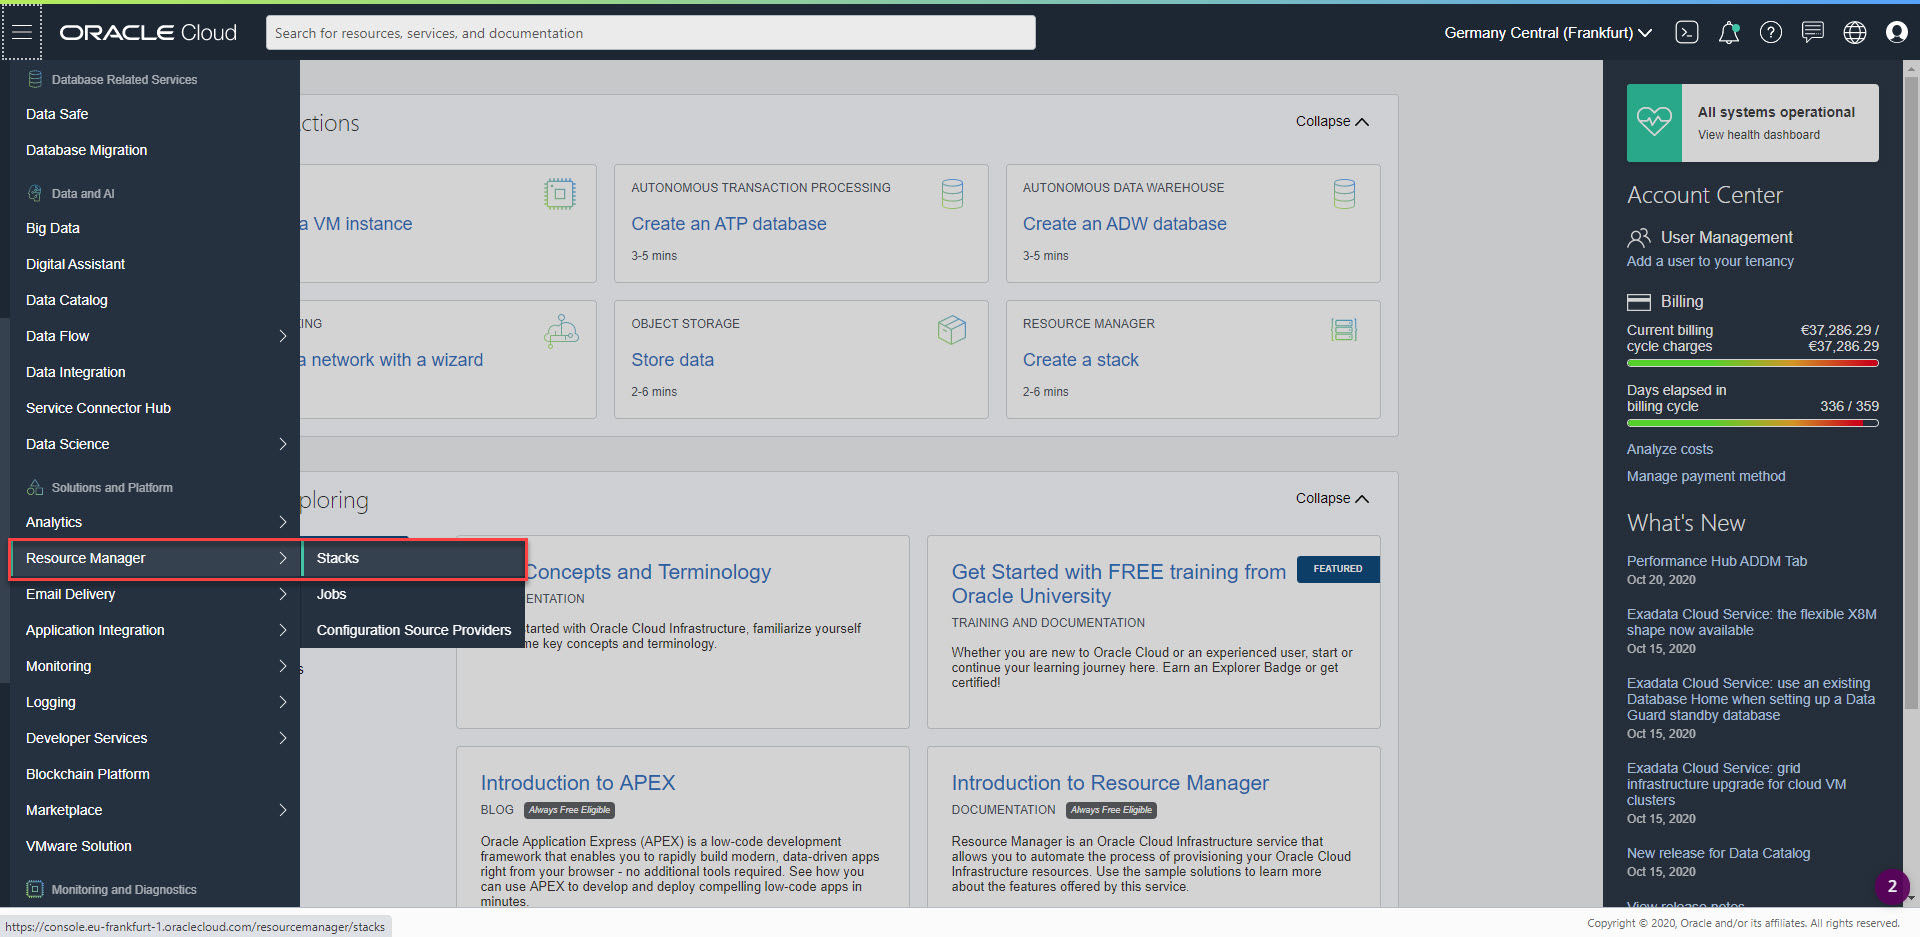 ORACLE Cloud
Search for resources, services, and documentation
Germany Central (Frankfurt)
Database Related Services
Data Safe
Database Migration
Data and AI
Big Data
Digital Assistant
Data Catalog
Data Flow
Data Integration
Service Connector Hub
Data Science
Solutions and Platform
Analytics
Resource Manager
Email Delivery
Application Integration
Monitoring
Logging
Developer Services
Blockchain Platform
Marketplace
VMware Solution
Monitoring and Diagnostics
Stacks
Jobs
Configuration Source Providers
ctions
Collapse
a VM instance
AUTONOMOUS TRANSACTION PROCESSING
Create an ATP database
3-5 mins
AUTONOMOUS DATA WAREHOUSE
Create an ADW database
3-5 mins
ING
a network with a wizard
OBJECT STORAGE
Store data
2-6 mins
RESOURCE MANAGER
Create a stack
2-6 mins
ploring
Collapse
s
Concepts and Terminology
ENTATION
tarted with Oracle Cloud Infrastructure, familiarize yourself
me key concepts and terminology.
Get Started with FREE training from
Oracle University
FEATURED
TRAINING AND DOCUMENTATION
Whether you are new to Oracle Cloud or an experienced user, start or
continue your learning journey here. Earn an Explorer Badge or get
certified!
Introduction to APEX
BLOG Always Free Eligible
Oracle Application Express (APEX) is a low-code development
framework that enables you to rapidly build modern, data-driven apps
right from your browser - no additional tools required. See how you
can use APEX to develop and deploy compelling low-code apps in
minutes.
Introduction to Resource Manager
DOCUMENTATION Always Free Eligible
Resource Manager is an Oracle Cloud Infrastructure service that
allows you to automate the process of provisioning your Oracle Cloud
Infrastructure resources. Use the sample solutions to learn more
about the features offered by this service.
All systems operational
View health dashboard
Account Center
User Management
Add a user to your tenancy
Billing
Current billing €37,286.29 /
cycle charges €37,286.29
Days elapsed in
billing cycle 336 / 359
Analyze costs
Manage payment method
What's New
Performance Hub ADDM Tab
Oct 20, 2020
Exadata Cloud Service: the flexible X8M
shape now available
Oct 15, 2020
Exadata Cloud Service: use an existing
Database Home when setting up a Data
Guard standby database
Oct 15, 2020
Exadata Cloud Service: grid
infrastructure upgrade for cloud VM
clusters
Oct 15, 2020
New release for Data Catalog
Oct 15, 2020
View release notes
2
https://console.eu-frankfurt-1.oraclecloud.com/resourcemanager/stacks
Copyright © 2020, Oracle and/or its affiliates. All rights reserved.